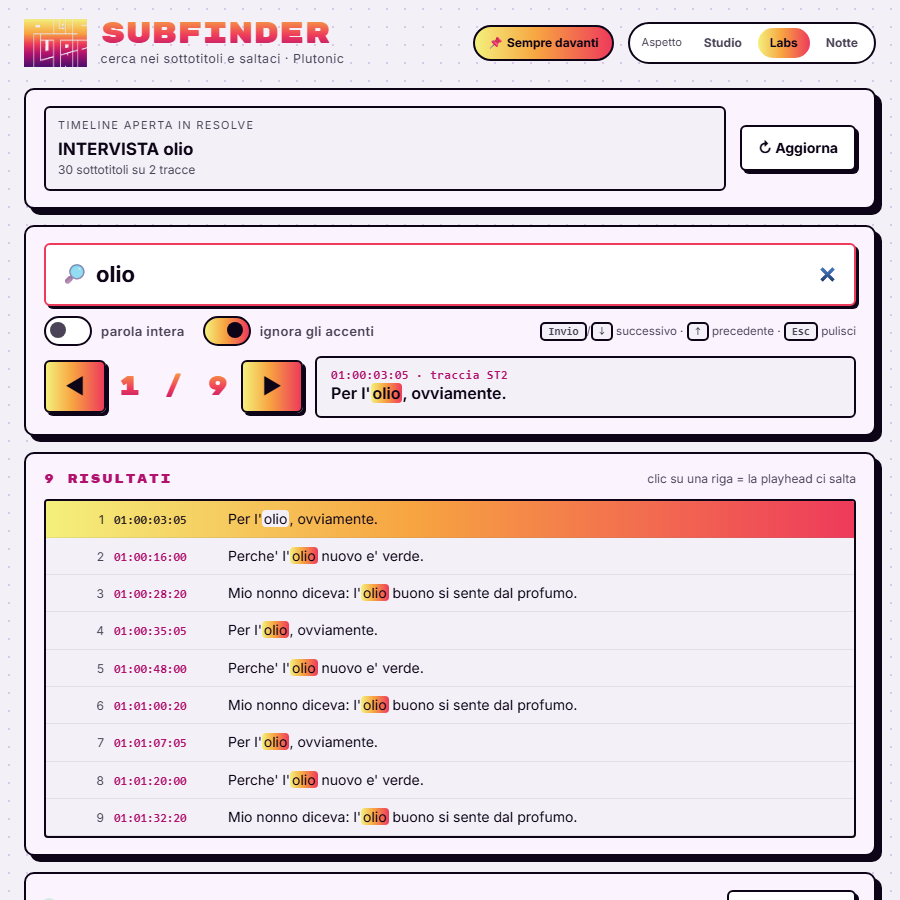 SUBFINDER
cerca nei sottotitoli e saltaci · Plutonic
📌 Sempre davanti
Aspetto Studio Labs Notte
TIMELINE APERTA IN RESOLVE
INTERVISTA olio
30 sottotitoli su 2 tracce
↻ Aggiorna
🔎 olio ✕
parola intera ignora gli accenti
Invio/↓ successivo · ↑ precedente · Esc pulisci
◀ 1 / 9 ▶
01:00:03:05 · traccia ST2
Per l'olio, ovviamente.
9 RISULTATI
clic su una riga = la playhead ci salta
1 01:00:03:05 Per l'olio, ovviamente.
2 01:00:16:00 Perche' l'olio nuovo e' verde.
3 01:00:28:20 Mio nonno diceva: l'olio buono si sente dal profumo.
4 01:00:35:05 Per l'olio, ovviamente.
5 01:00:48:00 Perche' l'olio nuovo e' verde.
6 01:01:00:20 Mio nonno diceva: l'olio buono si sente dal profumo.
7 01:01:07:05 Per l'olio, ovviamente.
8 01:01:20:00 Perche' l'olio nuovo e' verde.
9 01:01:32:20 Mio nonno diceva: l'olio buono si sente dal profumo.